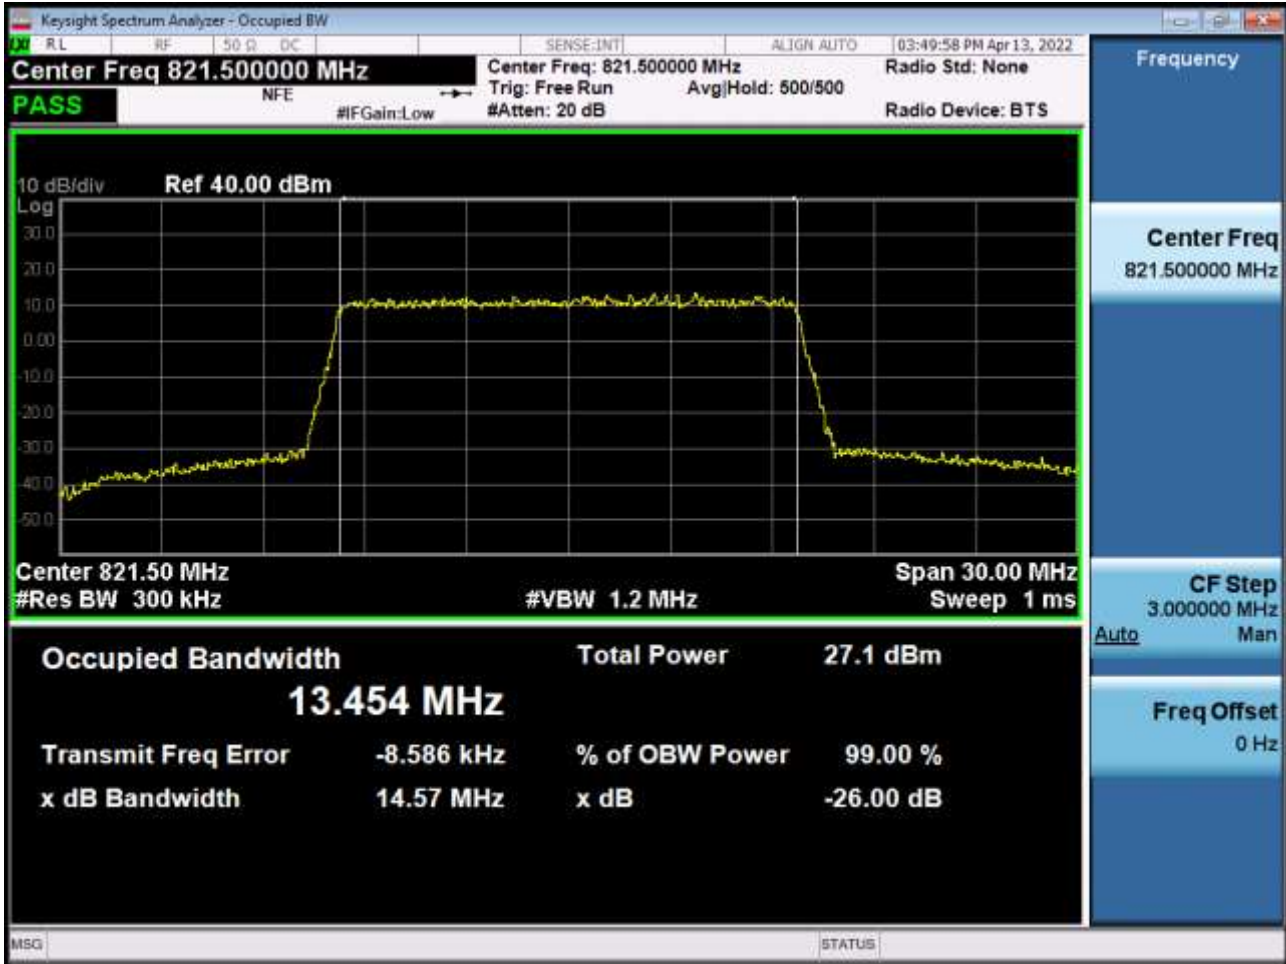 Keysight Spectrum Analyzer - Occupied BW
LXI RL RF 50 Ω DC SENSE:INT ALIGN AUTO 03:49:58 PM Apr 13, 2022
Center Freq 821.500000 MHz
Center Freq: 821.500000 MHz Radio Std: None
NFE Trig: Free Run Avg|Hold: 500/500
PASS
#IFGain:Low #Atten: 20 dB Radio Device: BTS
10 dB/div Ref 40.00 dBm
Log
30.0
20.0
10.0
0.00
-10.0
-20.0
-30.0
-40.0
-50.0
Center 821.50 MHz Span 30.00 MHz
#Res BW 300 kHz #VBW 1.2 MHz Sweep 1 ms
Occupied Bandwidth Total Power 27.1 dBm
13.454 MHz
Transmit Freq Error -8.586 kHz % of OBW Power 99.00 %
x dB Bandwidth 14.57 MHz x dB -26.00 dB
MSG STATUS
Frequency
Center Freq
821.500000 MHz
CF Step
3.000000 MHz
Auto Man
Freq Offset
0 Hz